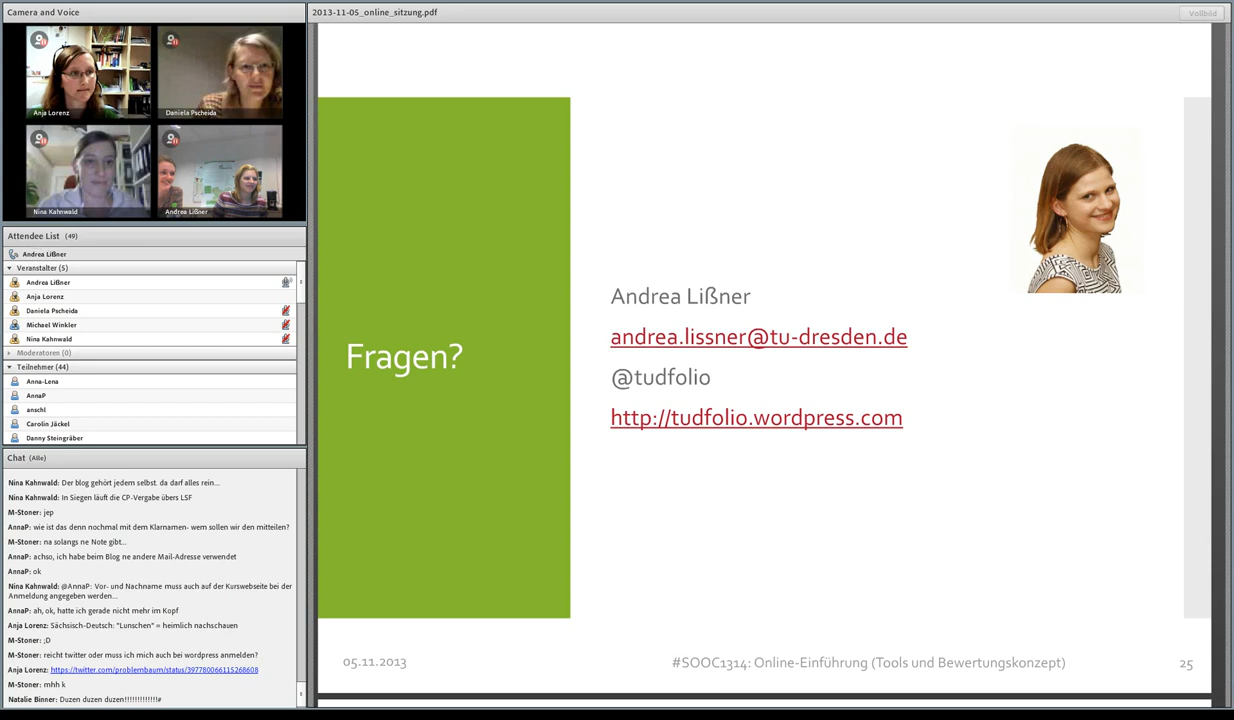 Camera and Voice
Anja Lorenz
Daniela Pscheida
Nina Kahnwald
Andrea Lißner
Attendee List (49)
Andrea Lißner
Veranstalter (5)
Andrea Lißner
Anja Lorenz
Daniela Pscheida
Michael Winkler
Nina Kahnwald
Moderatoren (0)
Teilnehmer (44)
Anna-Lena
AnnaP
anschl
Carolin Jäckel
Danny Steingräber
Chat (Alle)
Nina Kahnwald: Der blog gehört jedem selbst. da darf alles rein...
Nina Kahnwald: In Siegen läuft die CP-Vergabe übers LSF
M-Stoner: jep
AnnaP: wie ist das denn nochmal mit dem Klarnamen- wem sollen wir den mitteilen?
M-Stoner: na solangs ne Note gibt...
AnnaP: achso, ich habe beim Blog ne andere Mail-Adresse verwendet
AnnaP: ok
Nina Kahnwald: @AnnaP: Vor- und Nachname muss auch auf der Kurswebseite bei der
Anmeldung angegeben werden...
AnnaP: ah, ok, hatte ich gerade nicht mehr im Kopf
Anja Lorenz: Sächsisch-Deutsch: "Lunschen" = heimlich nachschauen
M-Stoner: ;D
M-Stoner: reicht twitter oder muss ich mich auch bei wordpress anmelden?
Anja Lorenz: https://twitter.com/problembaum/status/397780066115268608
M-Stoner: mhh k
Natalie Binner: Duzen duzen duzen!!!!!!!!!!!!!#
2013-11-05_online_sitzung.pdf
Vollbild
Fragen?
Andrea Lißner
andrea.lissner@tu-dresden.de
@tudfolio
http://tudfolio.wordpress.com
05.11.2013
#SOOC1314: Online-Einführung (Tools und Bewertungskonzept)
25